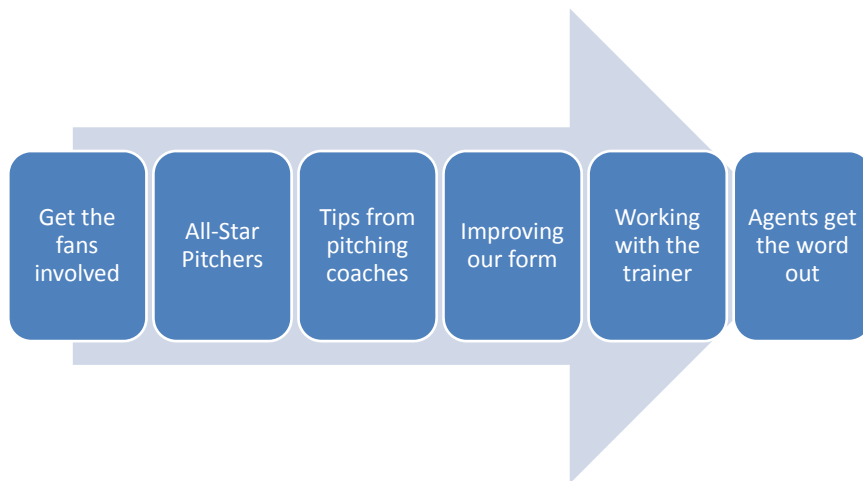 Get the
fans
involved
All-Star
Pitchers
Tips from
pitching
coaches
Improving
our form
Working
with the
trainer
Agents get
the word
out